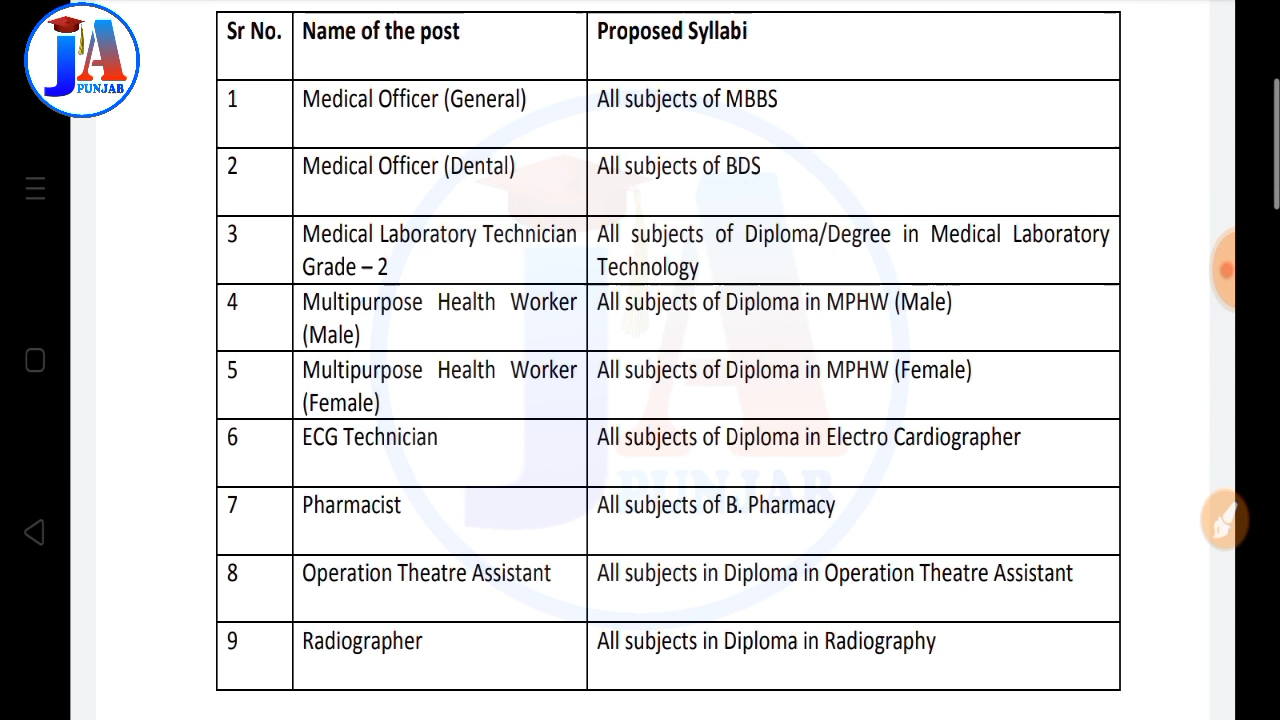 JA
PUNJAB
Sr No. Name of the post Proposed Syllabi
1 Medical Officer (General) All subjects of MBBS
2 Medical Officer (Dental) All subjects of BDS
3 Medical Laboratory Technician All subjects of Diploma/Degree in Medical Laboratory
Grade – 2 Technology
4 Multipurpose Health Worker All subjects of Diploma in MPHW (Male)
(Male)
5 Multipurpose Health Worker All subjects of Diploma in MPHW (Female)
(Female)
6 ECG Technician All subjects of Diploma in Electro Cardiographer
7 Pharmacist All subjects of B. Pharmacy
8 Operation Theatre Assistant All subjects in Diploma in Operation Theatre Assistant
9 Radiographer All subjects in Diploma in Radiography
JA
PUNJAB